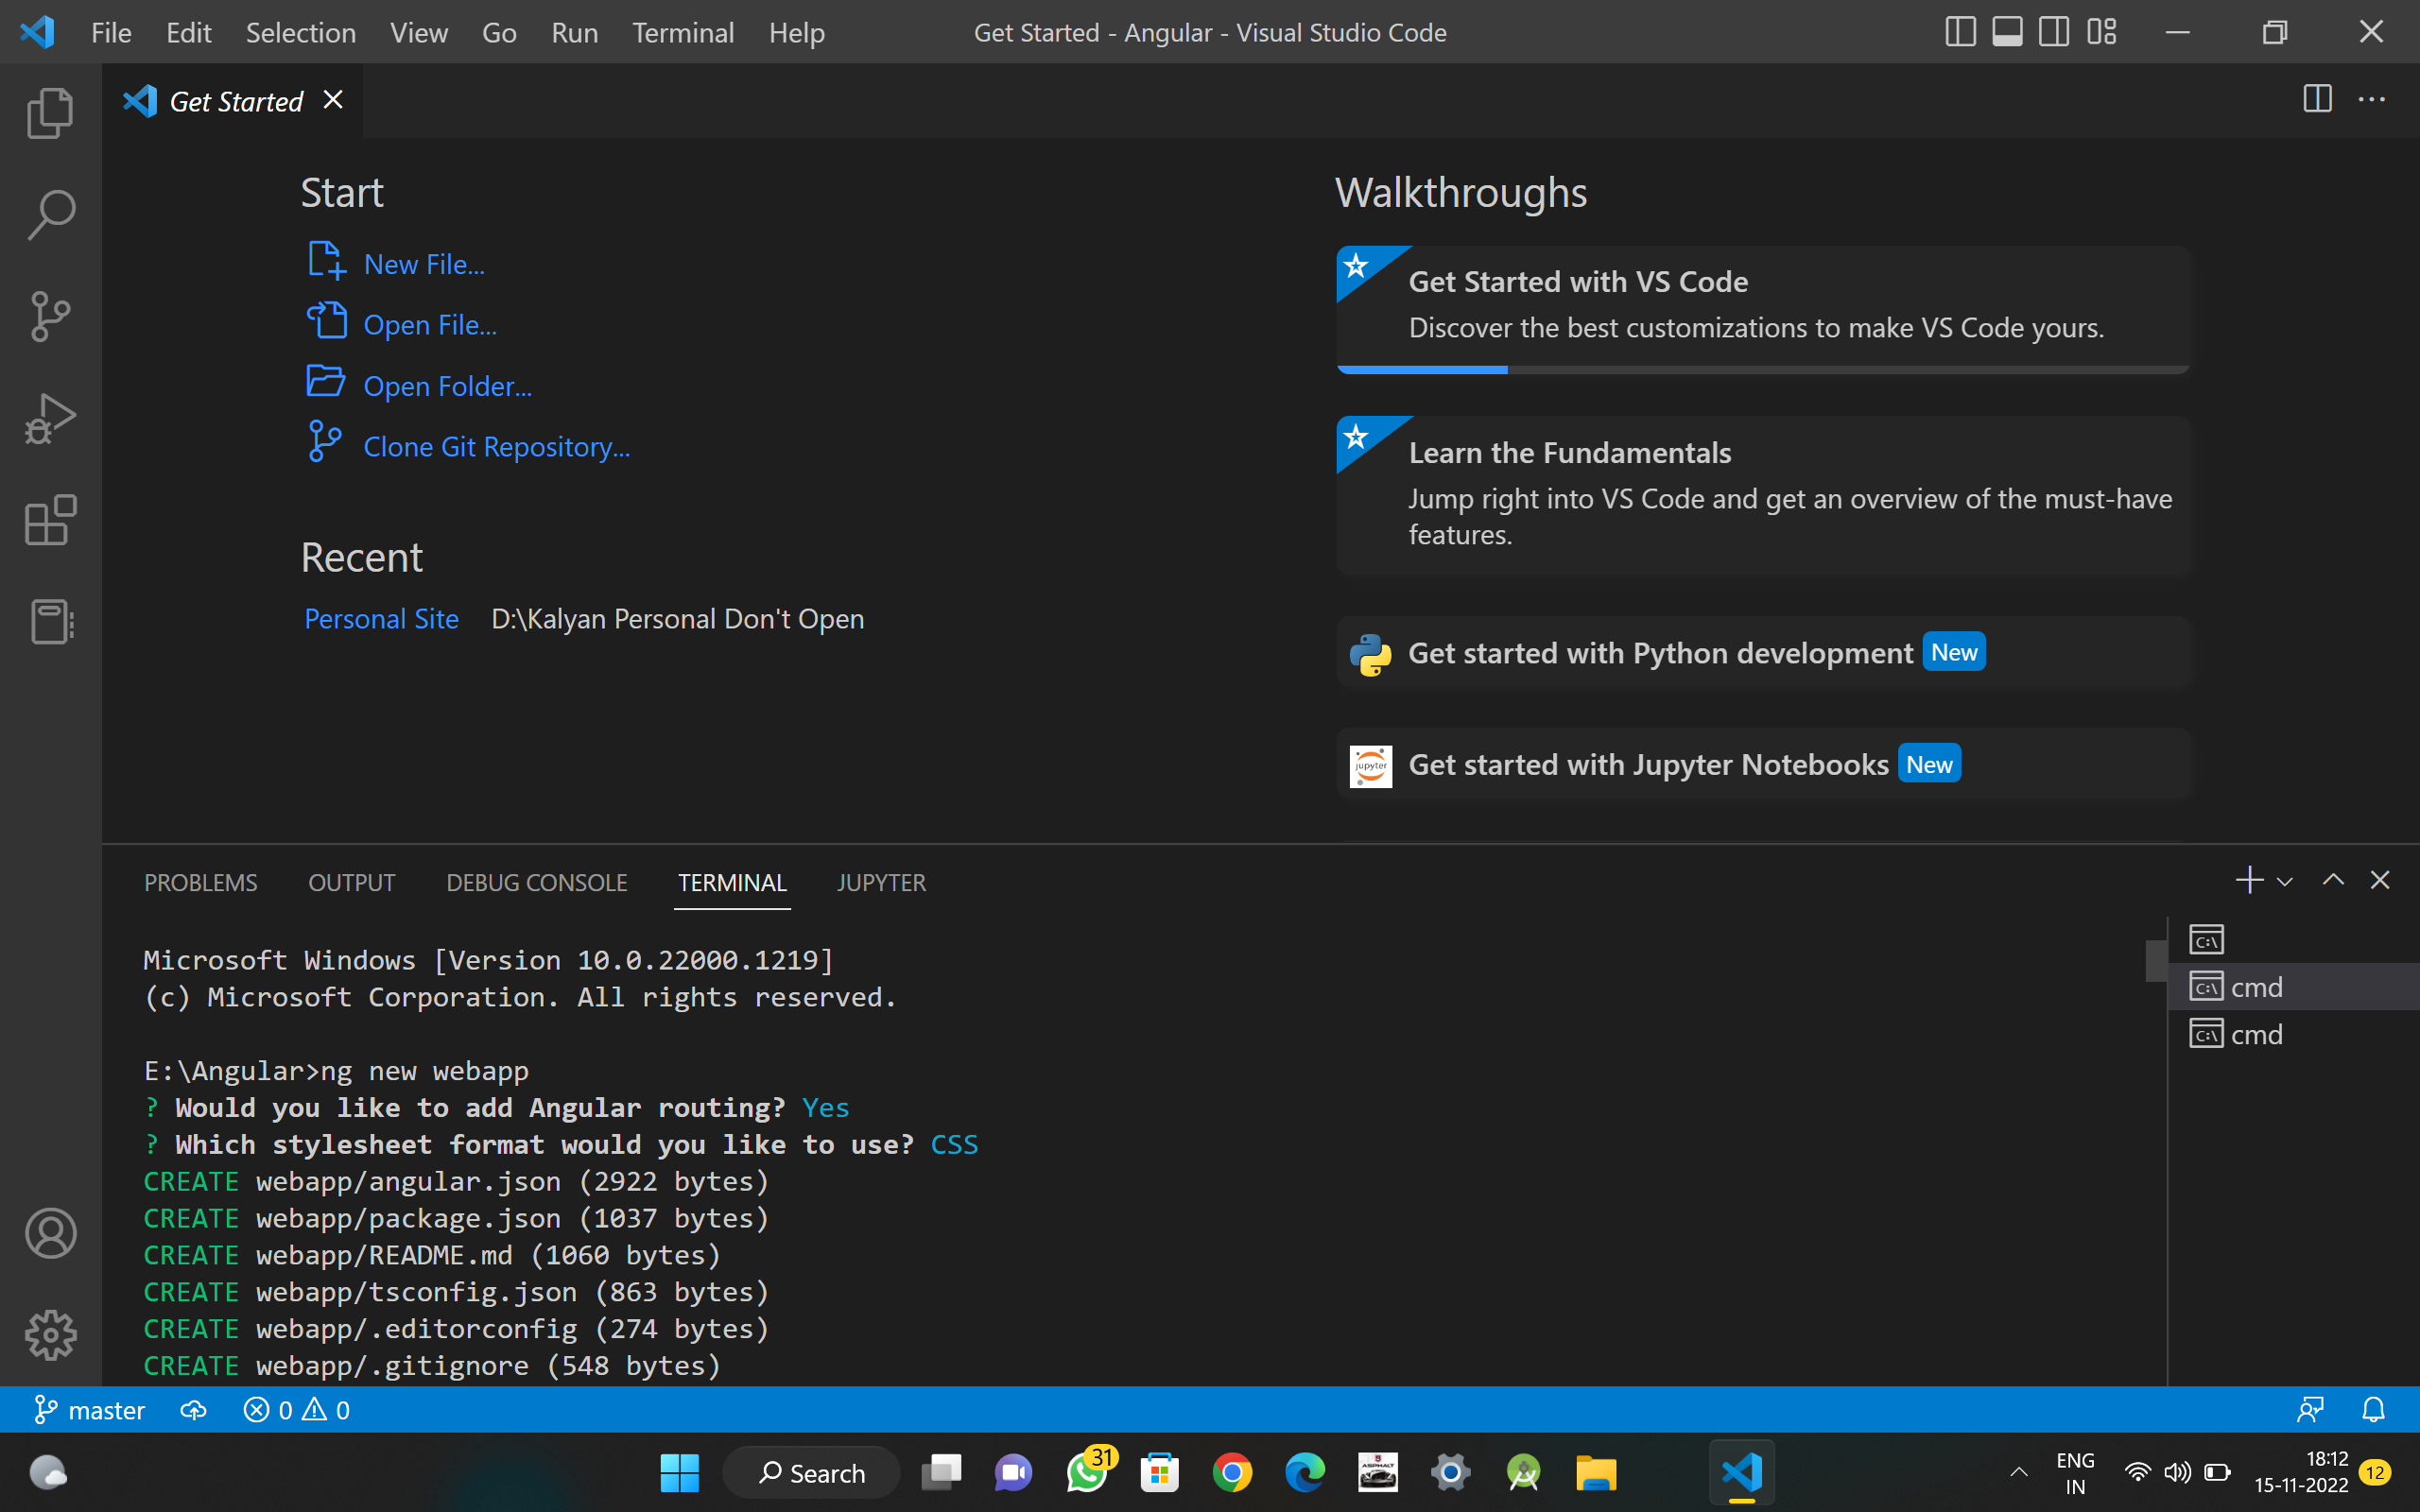 File Edit Selection View Go Run Terminal Help Get Started - Angular - Visual Studio Code
Get Started
Start
New File...
Open File...
Open Folder...
Clone Git Repository...
Recent
Personal Site D:\Kalyan Personal Don't Open
Walkthroughs
Get Started with VS Code
Discover the best customizations to make VS Code yours.
Learn the Fundamentals
Jump right into VS Code and get an overview of the must-have
features.
Get started with Python development New
jupyter Get started with Jupyter Notebooks New
PROBLEMS OUTPUT DEBUG CONSOLE TERMINAL JUPYTER
Microsoft Windows [Version 10.0.22000.1219]
(c) Microsoft Corporation. All rights reserved.
E:\Angular>ng new webapp
? Would you like to add Angular routing? Yes
? Which stylesheet format would you like to use? CSS
CREATE webapp/angular.json (2922 bytes)
CREATE webapp/package.json (1037 bytes)
CREATE webapp/README.md (1060 bytes)
CREATE webapp/tsconfig.json (863 bytes)
CREATE webapp/.editorconfig (274 bytes)
CREATE webapp/.gitignore (548 bytes)
C:\
C:\ cmd
C:\ cmd
master 0 0
Search 31 ASPHALT ENG
IN 18:12
15-11-2022 12